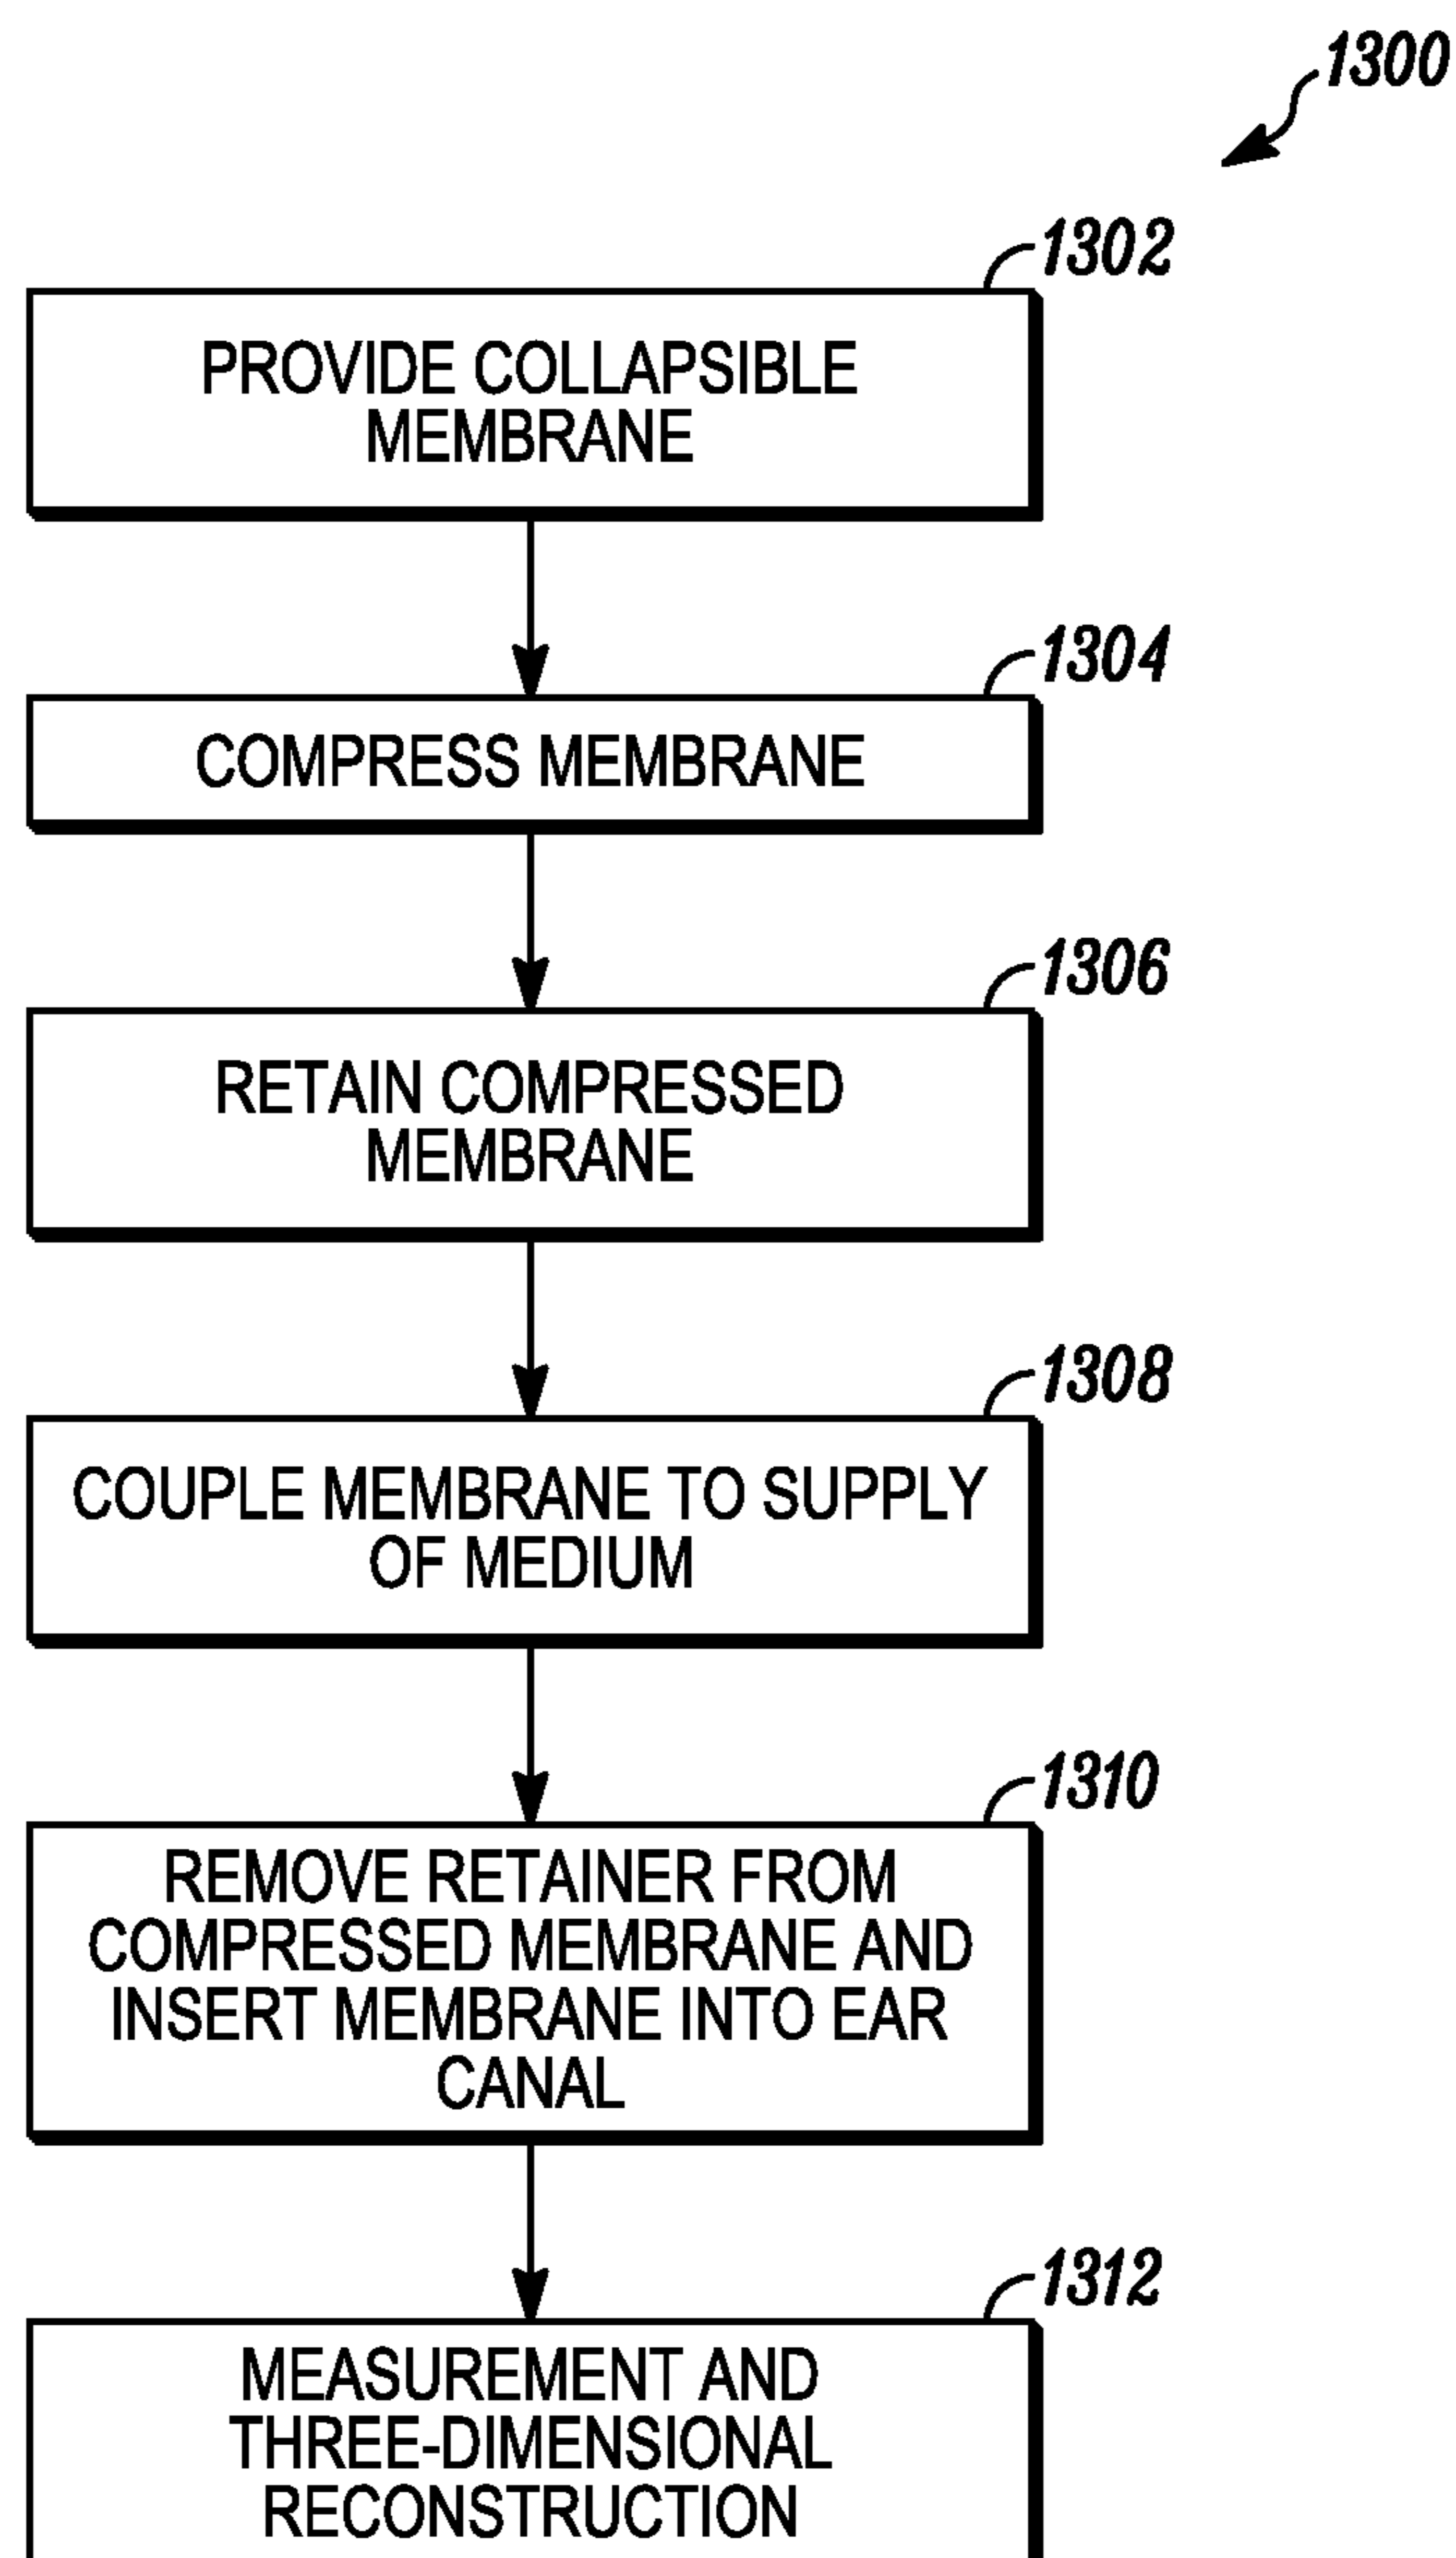 1300
1302
PROVIDE COLLAPSIBLE
MEMBRANE
1304
COMPRESS MEMBRANE
1306
RETAIN COMPRESSED
MEMBRANE
1308
COUPLE MEMBRANE TO SUPPLY
OF MEDIUM
1310
REMOVE RETAINER FROM
COMPRESSED MEMBRANE AND
INSERT MEMBRANE INTO EAR
CANAL
1312
MEASUREMENT AND
THREE-DIMENSIONAL
RECONSTRUCTION